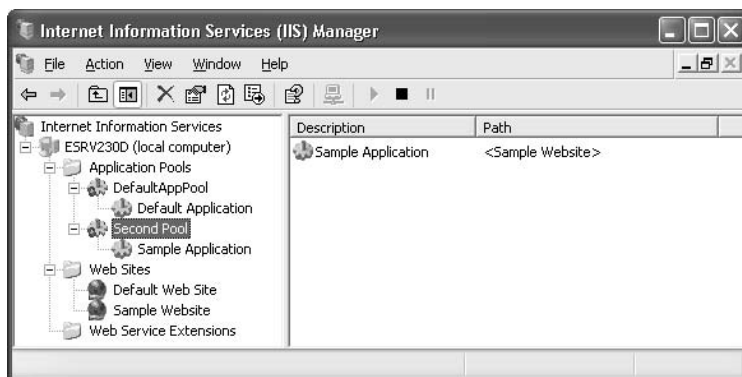 Internet Information Services (IIS) Manager
File Action View Window Help
Internet Information Services
ESRV230D (local computer)
Application Pools
DefaultAppPool
Default Application
Second Pool
Sample Application
Web Sites
Default Web Site
Sample Website
Web Service Extensions
Description Path
Sample Application <Sample Website>